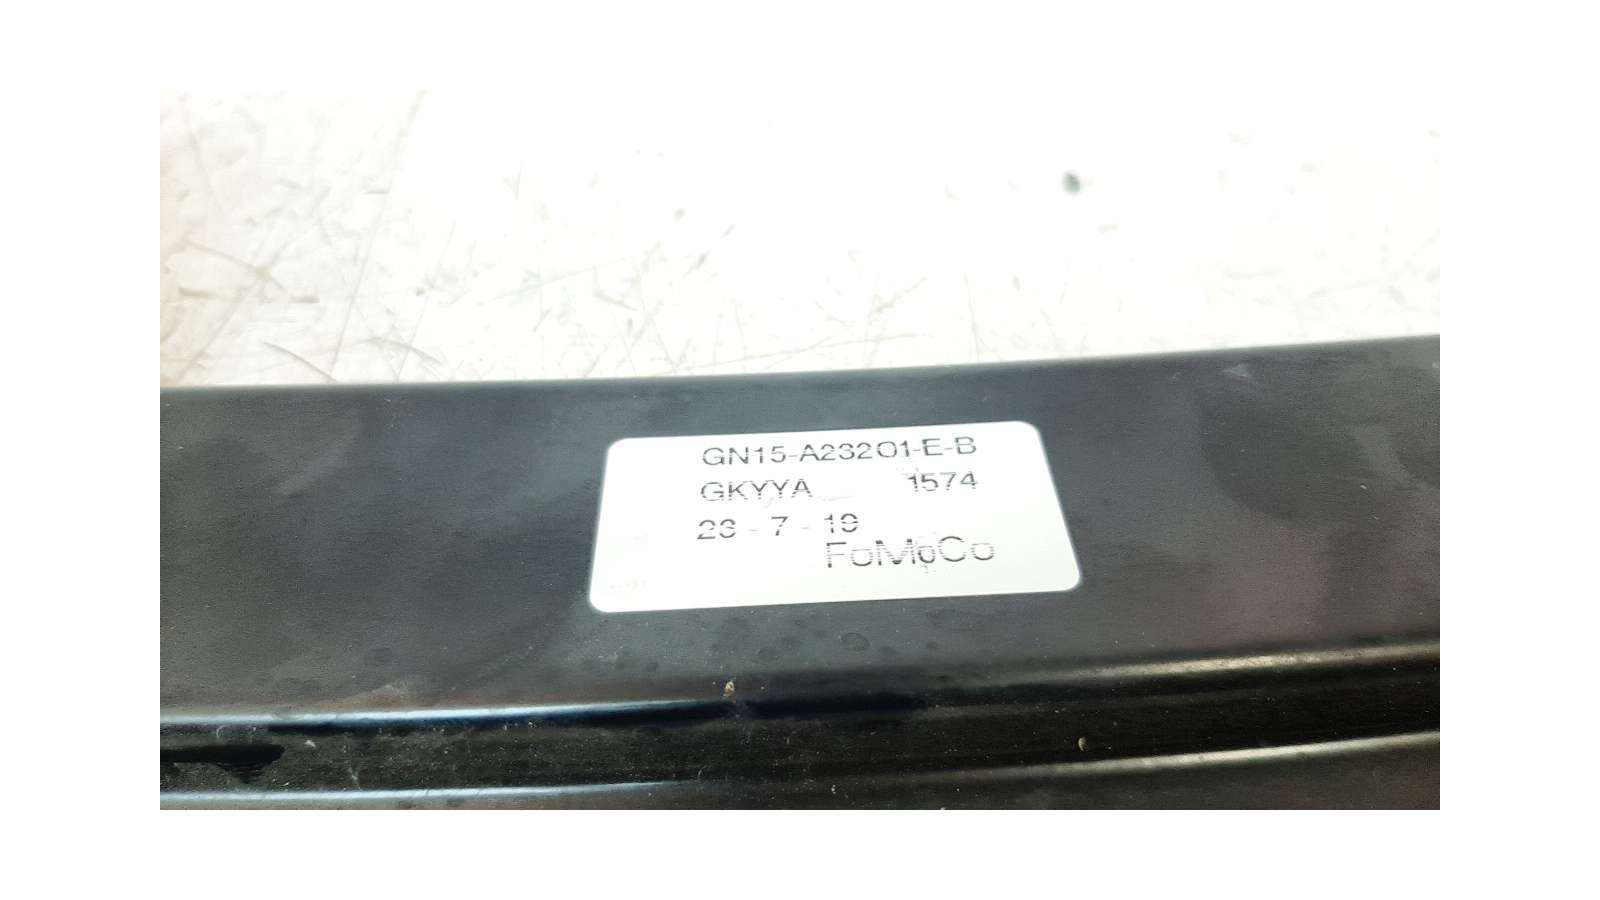 GN15-A23201-E-B
GKYYA 1574
23 - 7 - 19
FoMoCo